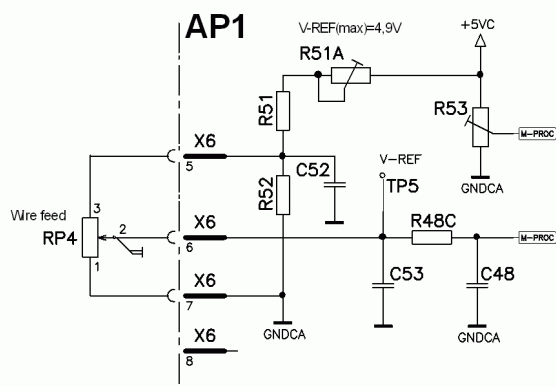 AP1
V-REF(max)=4,9V
+5VC
R51A
R51
R53
M-PROC
X6
5
C52
V-REF
TP5
GNDCA
R52
Wire feed
3
RP4
2
1
X6
6
R48C
M-PROC
C53
C48
X6
7
GNDCA
GNDCA
X6
8